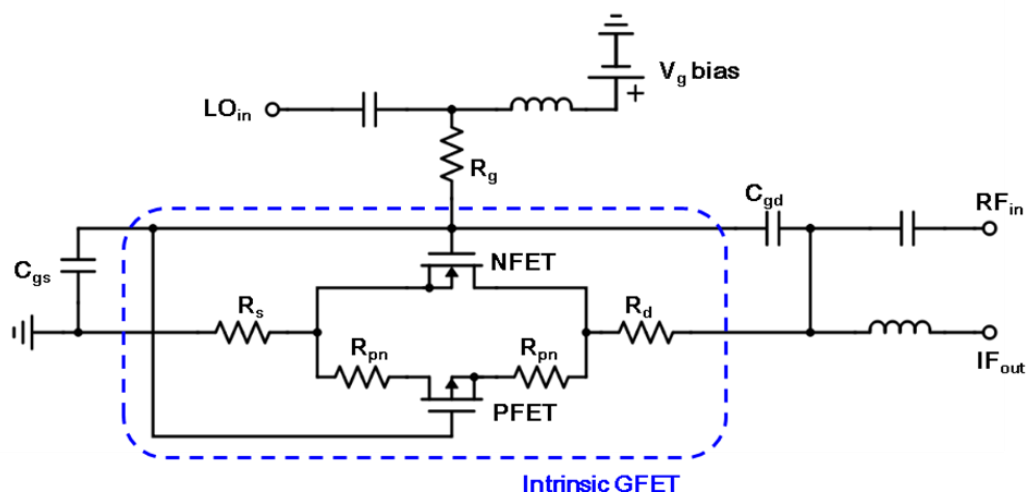 V_g bias
+
LO_in
R_g
C_gd
RF_in
NFET
C_gs
R_s
R_d
R_pn
R_pn
IF_out
PFET
Intrinsic GFET